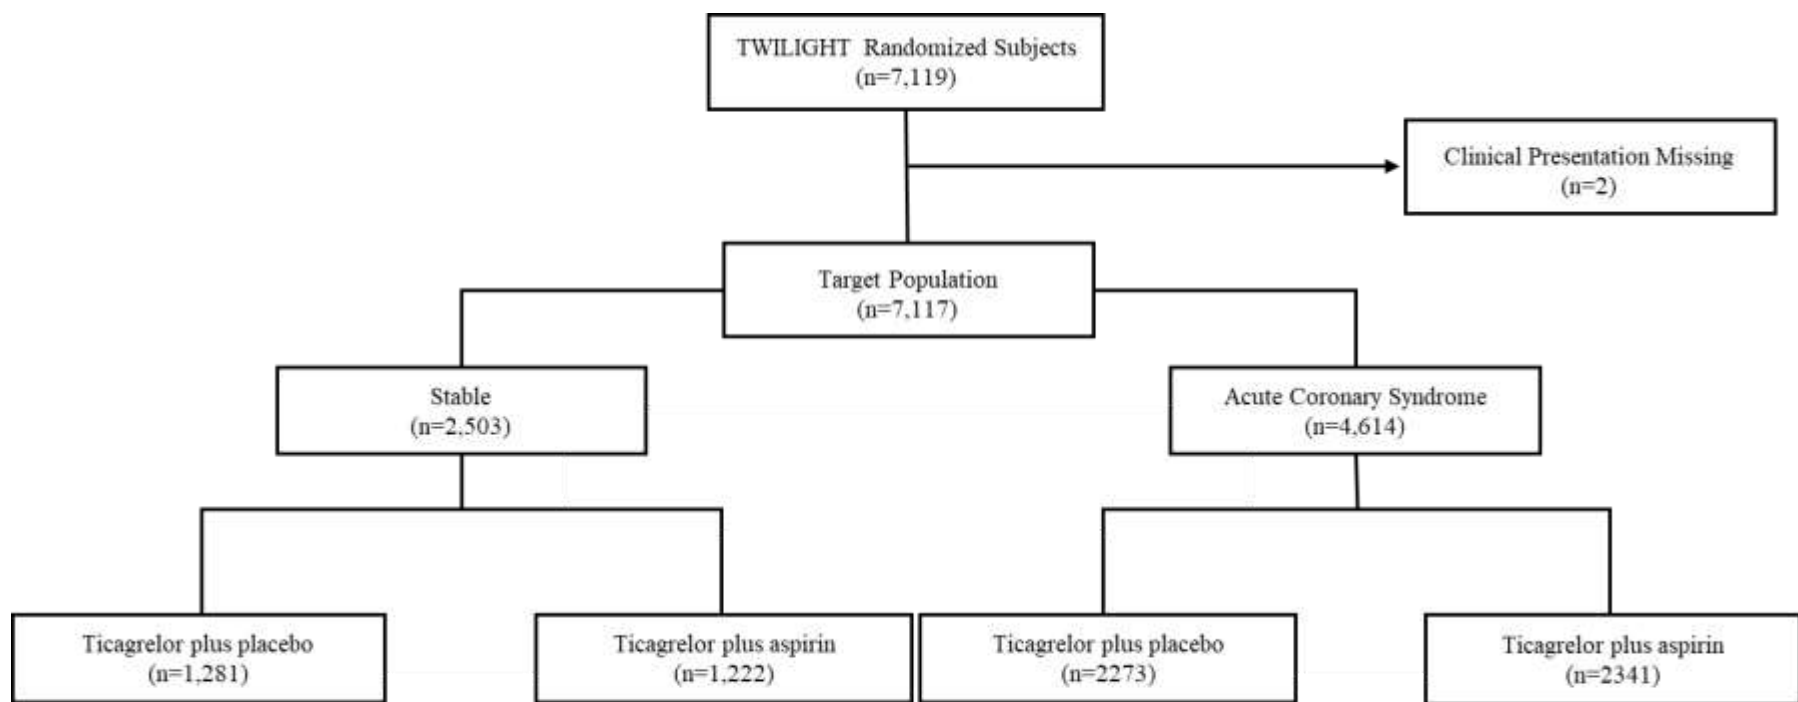 TWILIGHT Randomized Subjects
(n=7,119)
Clinical Presentation Missing
(n=2)
Target Population
(n=7,117)
Stable
(n=2,503)
Acute Coronary Syndrome
(n=4,614)
Ticagrelor plus placebo
(n=1,281)
Ticagrelor plus aspirin
(n=1,222)
Ticagrelor plus placebo
(n=2273)
Ticagrelor plus aspirin
(n=2341)